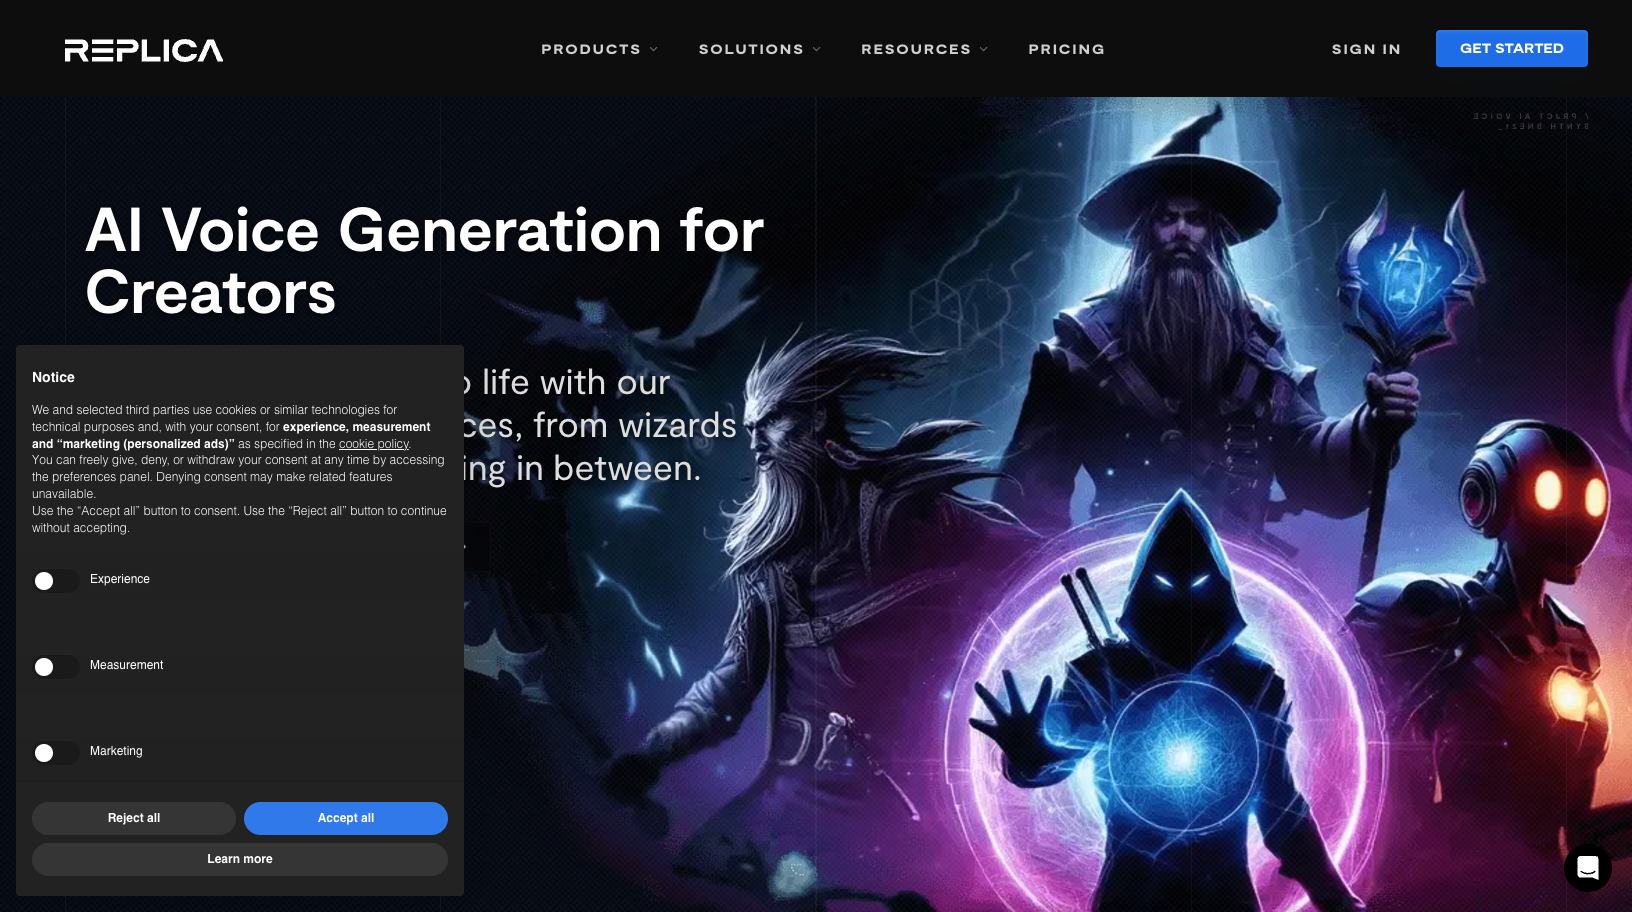 REPLICA
PRODUCTS
SOLUTIONS
RESOURCES
PRICING
SIGN IN
GET STARTED
AI Voice Generation for
Creators
life with our
from wizards
in between.
Notice
We and selected third parties use cookies or similar technologies for
technical purposes and, with your consent, for experience, measurement
and “marketing (personalized ads)” as specified in the cookie policy.
You can freely give, deny, or withdraw your consent at any time by accessing
the preferences panel. Denying consent may make related features
unavailable.
Use the “Accept all” button to consent. Use the “Reject all” button to continue
without accepting.
Experience
Measurement
Marketing
Reject all
Accept all
Learn more